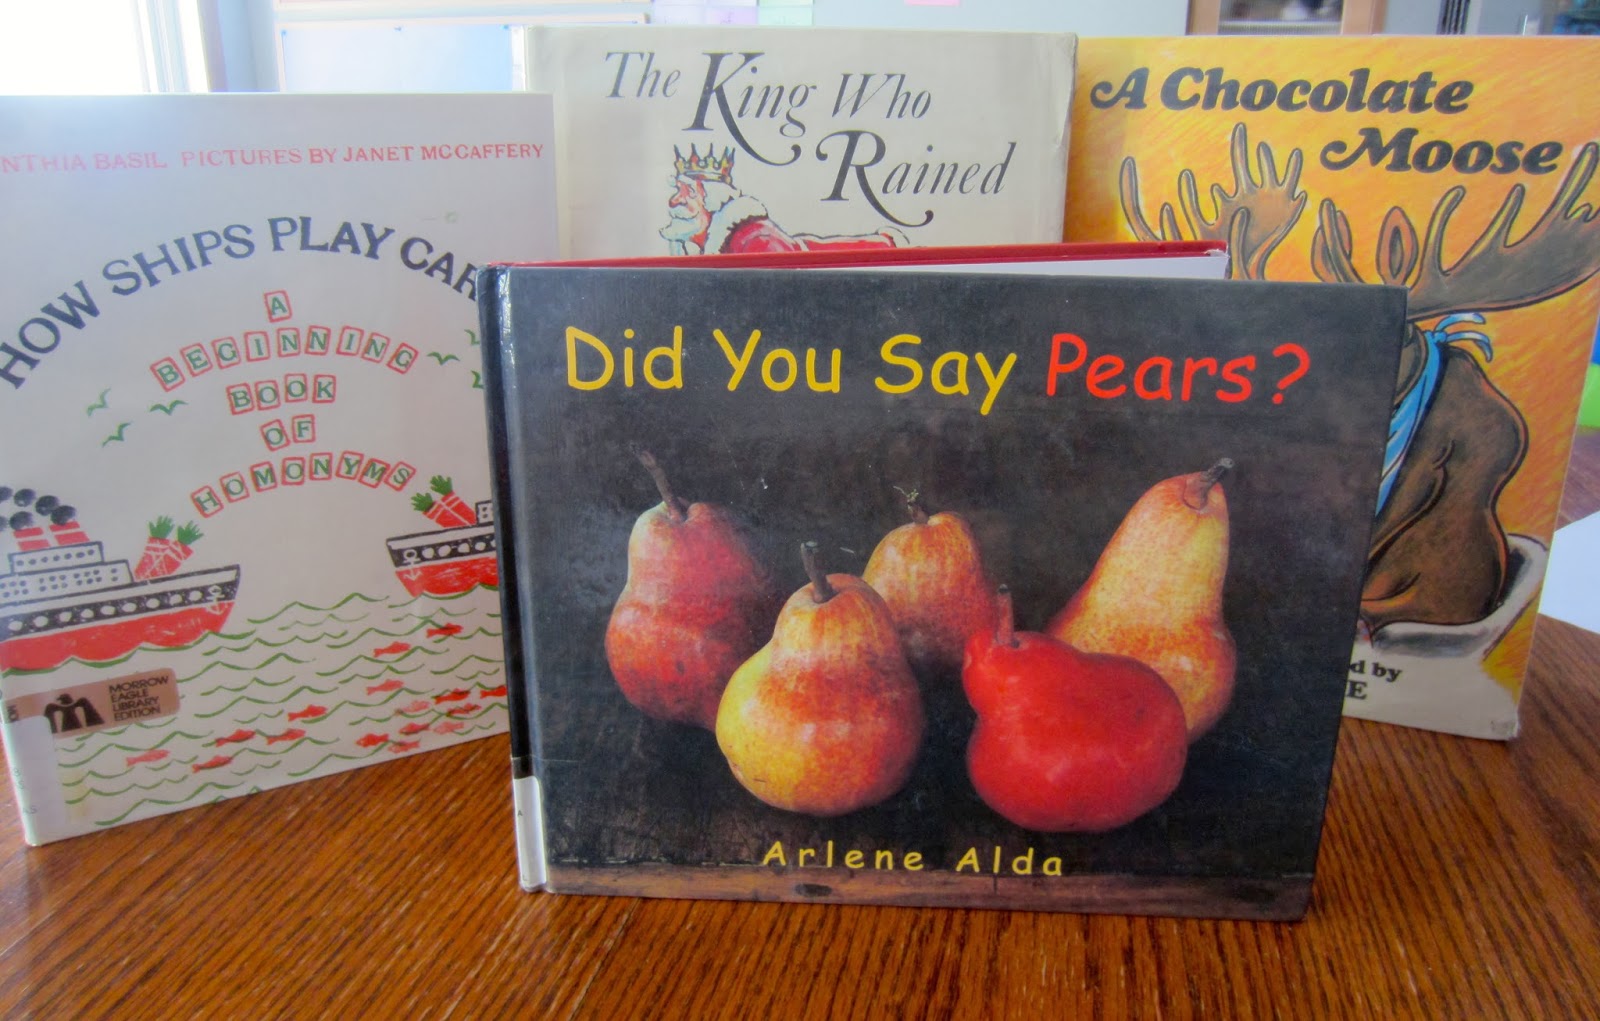 NTHIA BASIL PICTURES BY JANET MCCAFFERY
HOW SHIPS PLAY CAR
A
BEGINNING
BOOK
OF
HOMONYMS
MORROW
EAGLE
LIBRARY
EDITION
The King Who
Rained
A Chocolate
Moose
d by
E
Did You Say Pears?
Arlene Alda